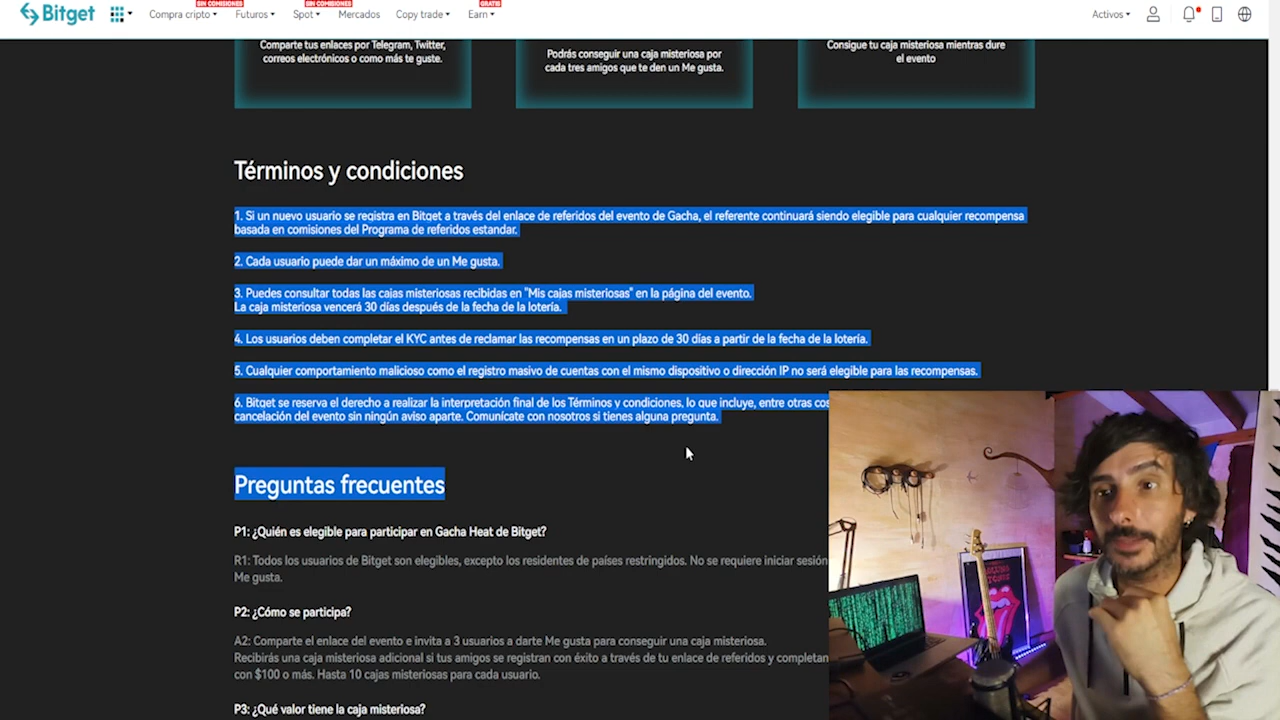 Bitget
Compra cripto
SIN COMISIONES
Futuros
Spot
SIN COMISIONES
Mercados
Copy trade
Earn
GRATIS
Activos
Comparte tus enlaces por Telegram, Twitter,
correos electrónicos o como más te guste.
Podrás conseguir una caja misteriosa por
cada tres amigos que te den un Me gusta.
Consigue tu caja misteriosa mientras dure
el evento
Términos y condiciones
1. Si un nuevo usuario se registra en Bitget a través del enlace de referidos del evento de Gacha, el referente continuará siendo elegible para cualquier recompensa
basada en comisiones del Programa de referidos estandar.
2. Cada usuario puede dar un máximo de un Me gusta.
3. Puedes consultar todas las cajas misteriosas recibidas en "Mis cajas misteriosas" en la página del evento.
La caja misteriosa vencerá 30 días después de la fecha de la lotería.
4. Los usuarios deben completar el KYC antes de reclamar las recompensas en un plazo de 30 días a partir de la fecha de la lotería.
5. Cualquier comportamiento malicioso como el registro masivo de cuentas con el mismo dispositivo o dirección IP no será elegible para las recompensas.
6. Bitget se reserva el derecho a realizar la interpretación final de los Términos y condiciones, lo que incluye, entre otras cos
cancelación del evento sin ningún aviso aparte. Comunícate con nosotros si tienes alguna pregunta.
Preguntas frecuentes
P1: ¿Quién es elegible para participar en Gacha Heat de Bitget?
R1: Todos los usuarios de Bitget son elegibles, excepto los residentes de países restringidos. No se requiere iniciar sesión
Me gusta.
P2: ¿Cómo se participa?
A2: Comparte el enlace del evento e invita a 3 usuarios a darte Me gusta para conseguir una caja misteriosa.
Recibirás una caja misteriosa adicional si tus amigos se registran con éxito a través de tu enlace de referidos y completan
con $100 o más. Hasta 10 cajas misteriosas para cada usuario.
P3: ¿Qué valor tiene la caja misteriosa?